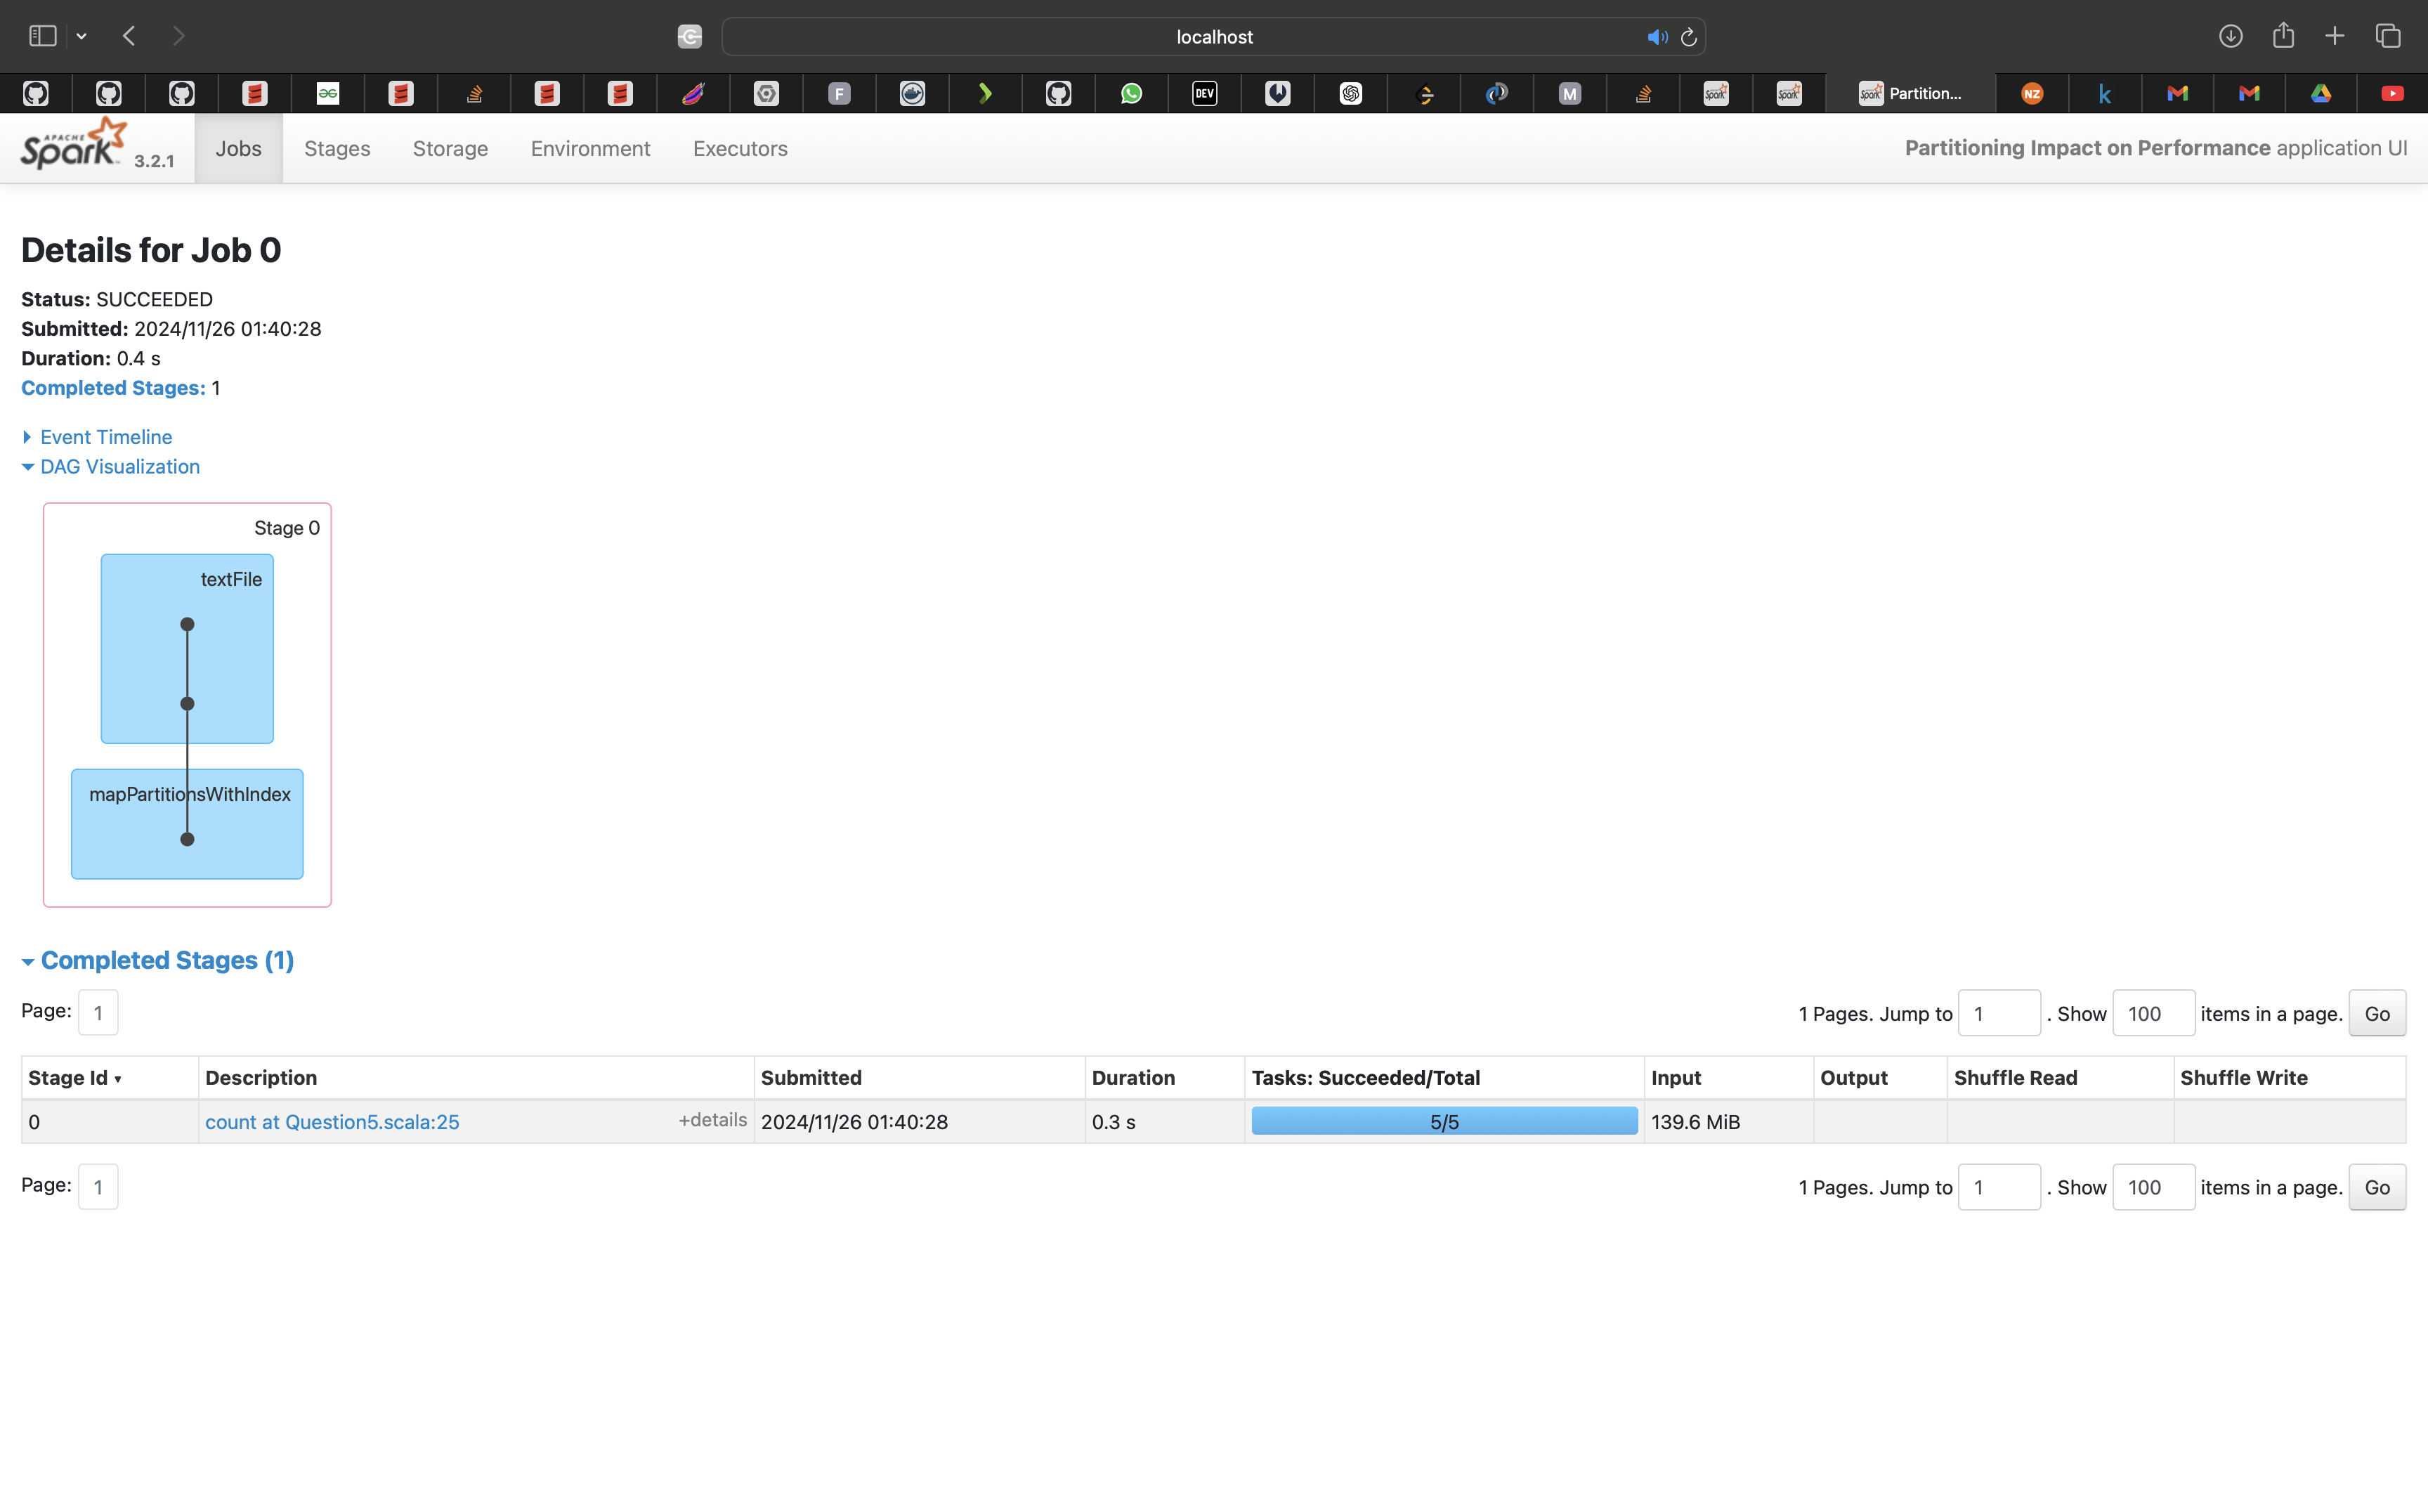 localhost
F
DEV
M
Spark
Spark
Spark Partition...
NZ
k
APACHE
Spark 3.2.1
Jobs Stages Storage Environment Executors
Partitioning Impact on Performance application UI
Details for Job 0
Status: SUCCEEDED
Submitted: 2024/11/26 01:40:28
Duration: 0.4 s
Completed Stages: 1
Event Timeline
DAG Visualization
Stage 0
textFile
mapPartitionsWithIndex
Completed Stages (1)
Page: 1
1 Pages. Jump to 1 . Show 100 items in a page. Go
Stage Id ▾ Description Submitted Duration Tasks: Succeeded/Total Input Output Shuffle Read Shuffle Write
0 count at Question5.scala:25 +details 2024/11/26 01:40:28 0.3 s 5/5 139.6 MiB
Page: 1
1 Pages. Jump to 1 . Show 100 items in a page. Go